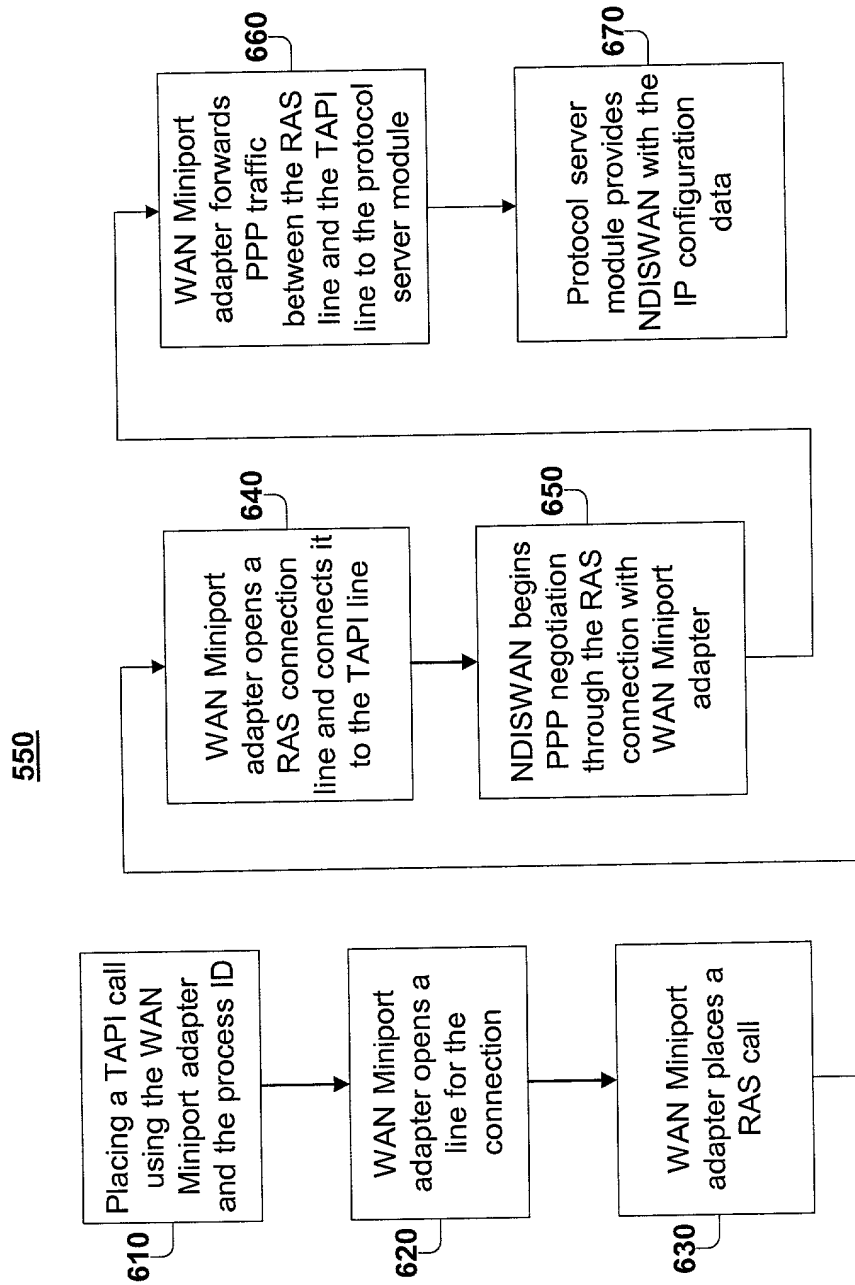 550
Placing a TAPI call
using the WAN
Miniport adapter
and the process ID
610
WAN Miniport
adapter opens a
line for the
connection
620
WAN Miniport
adapter places a
RAS call
630
WAN Miniport
adapter opens a
RAS connection
line and connects it
to the TAPI line
640
NDISWAN begins
PPP negotiation
through the RAS
connection with
WAN Miniport
adapter
650
WAN Miniport
adapter forwards
PPP traffic
between the RAS
line and the TAPI
line to the protocol
server module
660
Protocol server
module provides
NDISWAN with the
IP configuration
data
670